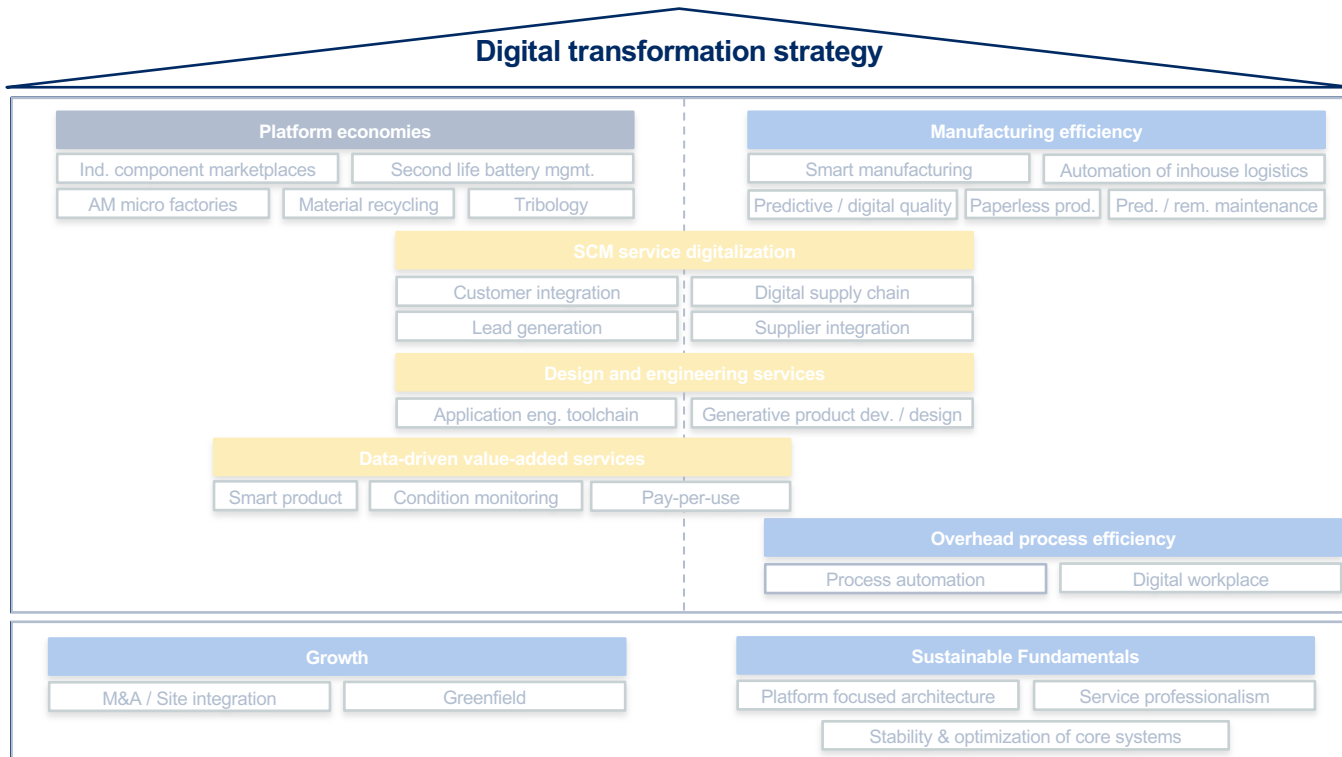 Digital transformation strategy
Platform economies
Ind. component marketplaces
Second life battery mgmt.
AM micro factories
Material recycling
Tribology
Manufacturing efficiency
Smart manufacturing
Automation of inhouse logistics
Predictive / digital quality
Paperless prod.
Pred. / rem. maintenance
SCM service digitalization
Customer integration
Digital supply chain
Lead generation
Supplier integration
Design and engineering services
Application eng. toolchain
Generative product dev. / design
Data-driven value-added services
Smart product
Condition monitoring
Pay-per-use
Overhead process efficiency
Process automation
Digital workplace
Growth
M&A / Site integration
Greenfield
Sustainable Fundamentals
Platform focused architecture
Service professionalism
Stability & optimization of core systems